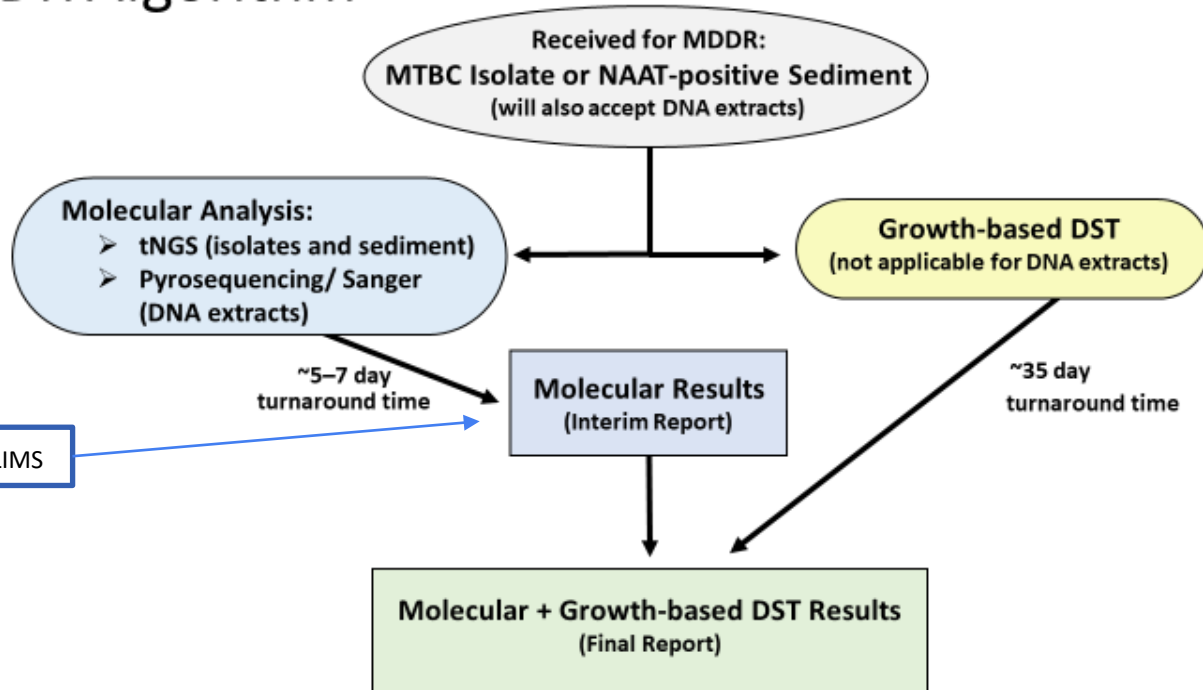 Received for MDDR:
MTBC Isolate or NAAT-positive Sediment
(will also accept DNA extracts)
Molecular Analysis:
➤ tNGS (isolates and sediment)
➤ Pyrosequencing/ Sanger
(DNA extracts)
Growth-based DST
(not applicable for DNA extracts)
~5–7 day
turnaround time
Molecular Results
(Interim Report)
~35 day
turnaround time
LIMS
Molecular + Growth-based DST Results
(Final Report)